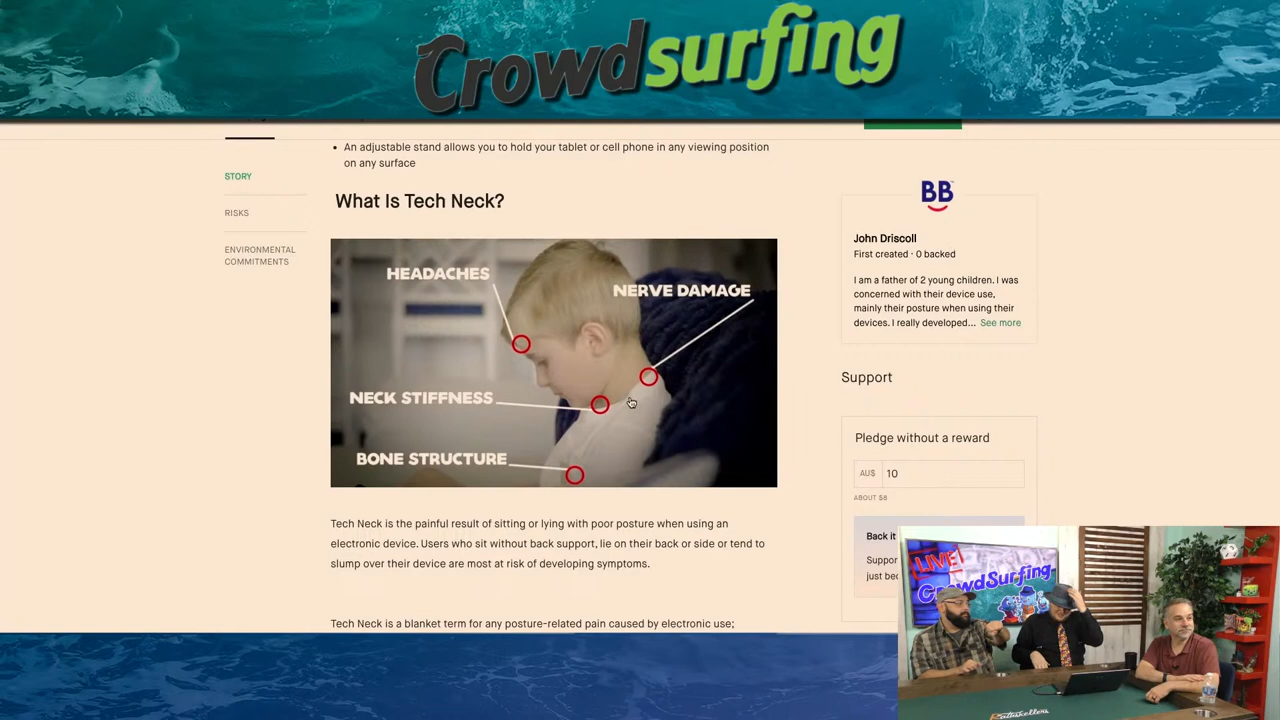 Crowdsurfing
• An adjustable stand allows you to hold your tablet or cell phone in any viewing position
on any surface
STORY
RISKS
ENVIRONMENTAL
COMMITMENTS
What Is Tech Neck?
HEADACHES
NERVE DAMAGE
NECK STIFFNESS
BONE STRUCTURE
Tech Neck is the painful result of sitting or lying with poor posture when using an
electronic device. Users who sit without back support, lie on their back or side or tend to
slump over their device are most at risk of developing symptoms.
Tech Neck is a blanket term for any posture-related pain caused by electronic use;
BB
John Driscoll
First created · 0 backed
I am a father of 2 young children. I was
concerned with their device use,
mainly their posture when using their
devices. I really developed... See more
Support
Pledge without a reward
AU$ 10
ABOUT $8
Back it
Suppor
just bec
LIVE!
CrowdSurfing